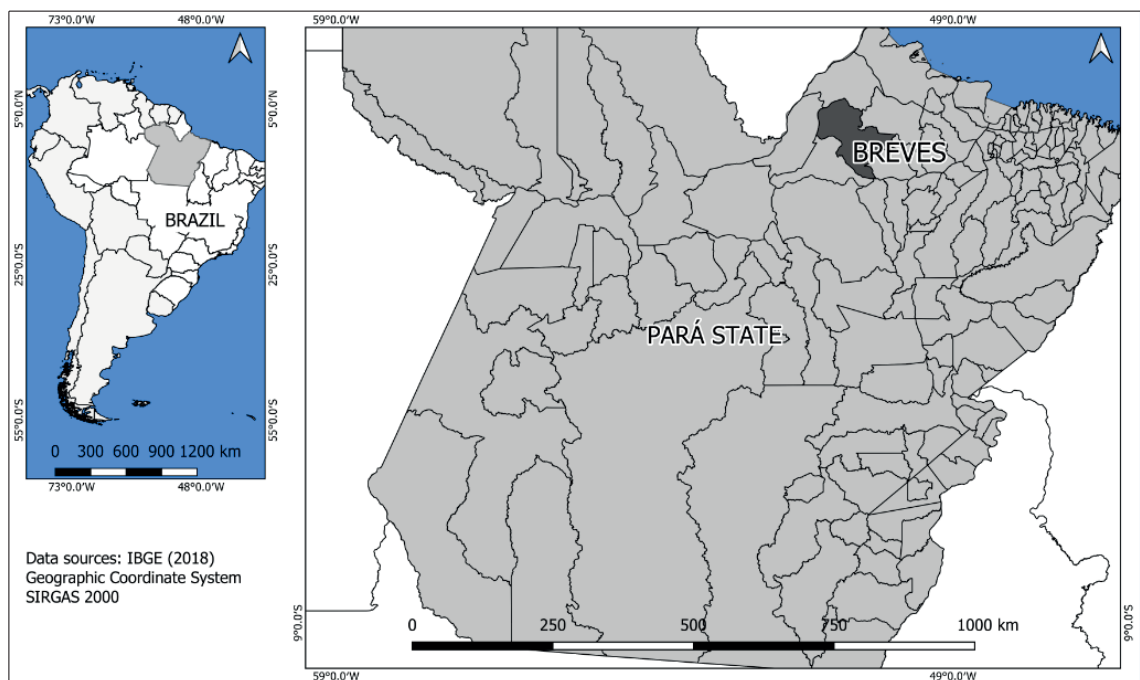 73°0.0'W 48°0.0'W
5°0.0'N 5°0.0'N
BRAZIL
25°0.0'S 25°0.0'S
55°0.0'S 55°0.0'S
0 300 600 900 1200 km
73°0.0'W 48°0.0'W
Data sources: IBGE (2018)
Geographic Coordinate System
SIRGAS 2000
59°0.0'W 49°0.0'W
BREVES
PARÁ STATE
9°0.0'S 9°0.0'S
0 250 500 750 1000 km
59°0.0'W 49°0.0'W